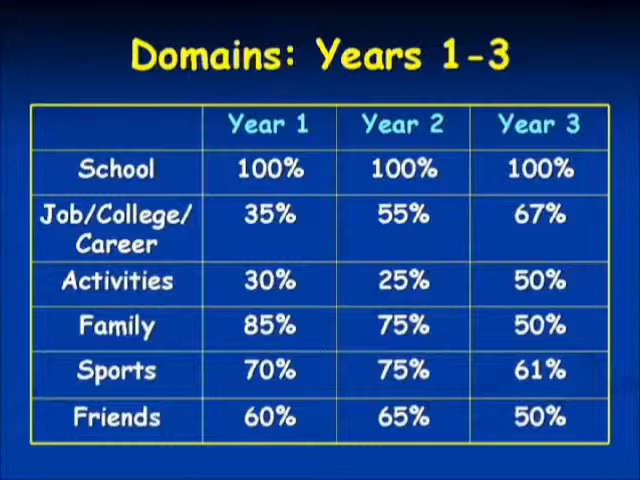 Domains: Years 1-3
Year 1 Year 2 Year 3
School 100% 100% 100%
Job/College/ 35% 55% 67%
Career
Activities 30% 25% 50%
Family 85% 75% 50%
Sports 70% 75% 61%
Friends 60% 65% 50%